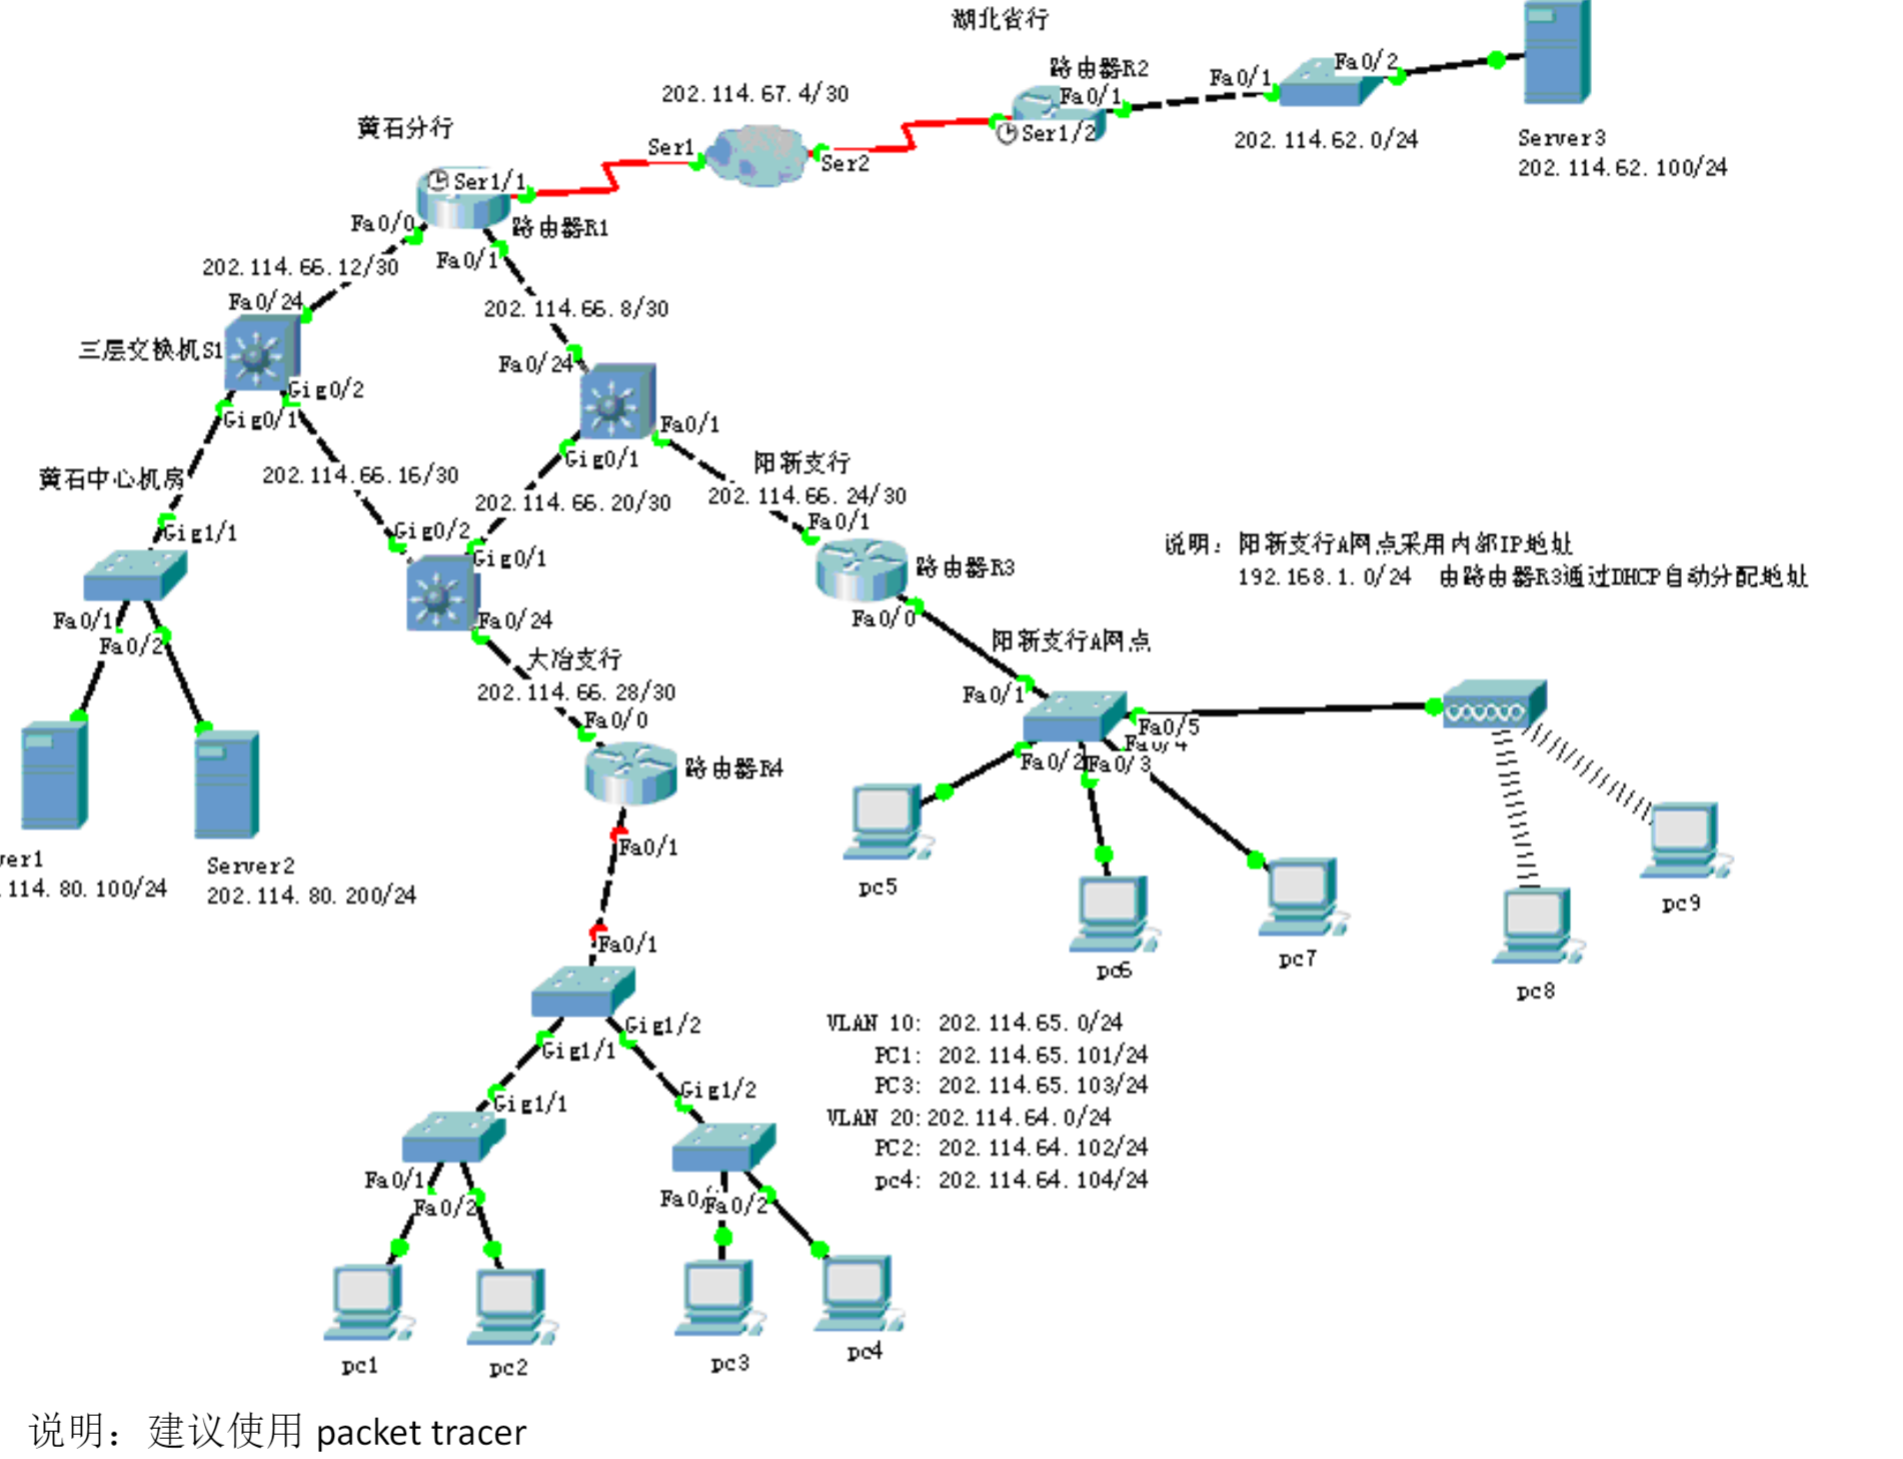 湖北省行
路由器R2
Fa0/1
Fa0/1
Fa0/2
202.114.67.4/30
Ser1/2
202.114.62.0/24
Server3
202.114.62.100/24
黄石分行
Ser1
Ser2
Ser1/1
Fa0/0
路由器R1
Fa0/1
202.114.66.12/30
Fa0/24
202.114.66.8/30
三层交换机S1
Fa0/24
Gig0/2
Gig0/1
Fa0/1
Gig0/1
黄石中心机房
202.114.66.16/30
阳新支行
202.114.66.24/30
202.114.66.20/30
Gig1/1
Gig0/2
Gig0/1
Fa0/1
说明：阳新支行A网点采用内部IP地址
192.168.1.0/24 由路由器R3通过DHCP自动分配地址
路由器R3
Fa0/0
Fa0/1
Fa0/2
Fa0/24
阳新支行A网点
大冶支行
202.114.66.28/30
Fa0/0
Fa0/1
Fa0/5
Fa0/4
Fa0/2
Fa0/3
路由器R4
Fa0/1
ver1
.114.80.100/24
Server2
202.114.80.200/24
pc5
pc6
pc7
pc8
pc9
Fa0/1
Gig1/2
Gig1/1
Gig1/1
Gig1/2
VLAN 10: 202.114.65.0/24
PC1: 202.114.65.101/24
PC3: 202.114.65.103/24
VLAN 20:202.114.64.0/24
PC2: 202.114.64.102/24
pc4: 202.114.64.104/24
Fa0/1
Fa0/2
Fa0/
Fa0/2
pc1
pc2
pc3
pc4
说明：建议使用 packet tracer